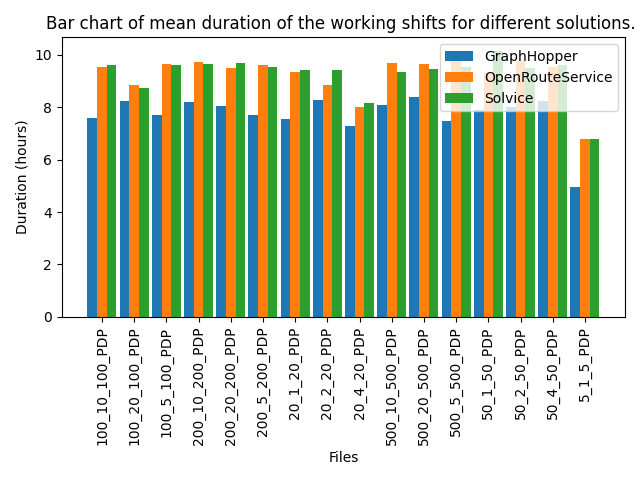 Bar chart of mean duration of the working shifts for different solutions.
GraphHopper
OpenRouteService
Solvice
Duration (hours)
10
8
6
4
2
0
100_10_100_PDP
100_20_100_PDP
100_5_100_PDP
200_10_200_PDP
200_20_200_PDP
200_5_200_PDP
20_1_20_PDP
20_2_20_PDP
20_4_20_PDP
500_10_500_PDP
500_20_500_PDP
500_5_500_PDP
50_1_50_PDP
50_2_50_PDP
50_4_50_PDP
5_1_5_PDP
Files